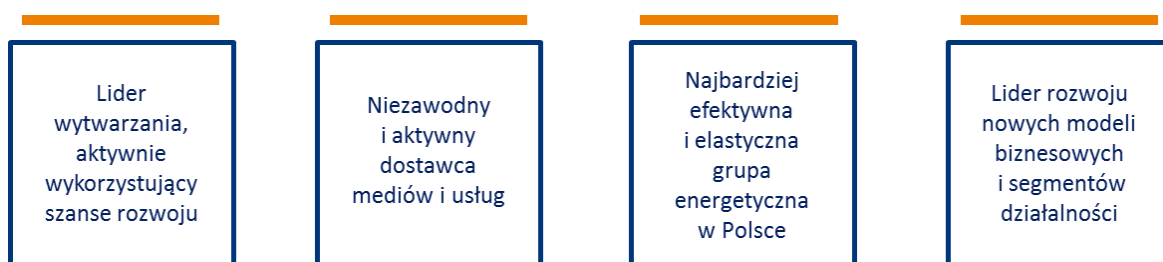 Lider
wytwarzania,
aktywnie
wykorzystujący
szanse rozwoju
Niezawodny
i aktywny
dostawca
mediów i usług
Najbardziej
efektywna
i elastyczna
grupa
energetyczna
w Polsce
Lider rozwoju
nowych modeli
biznesowych
i segmentów
działalności